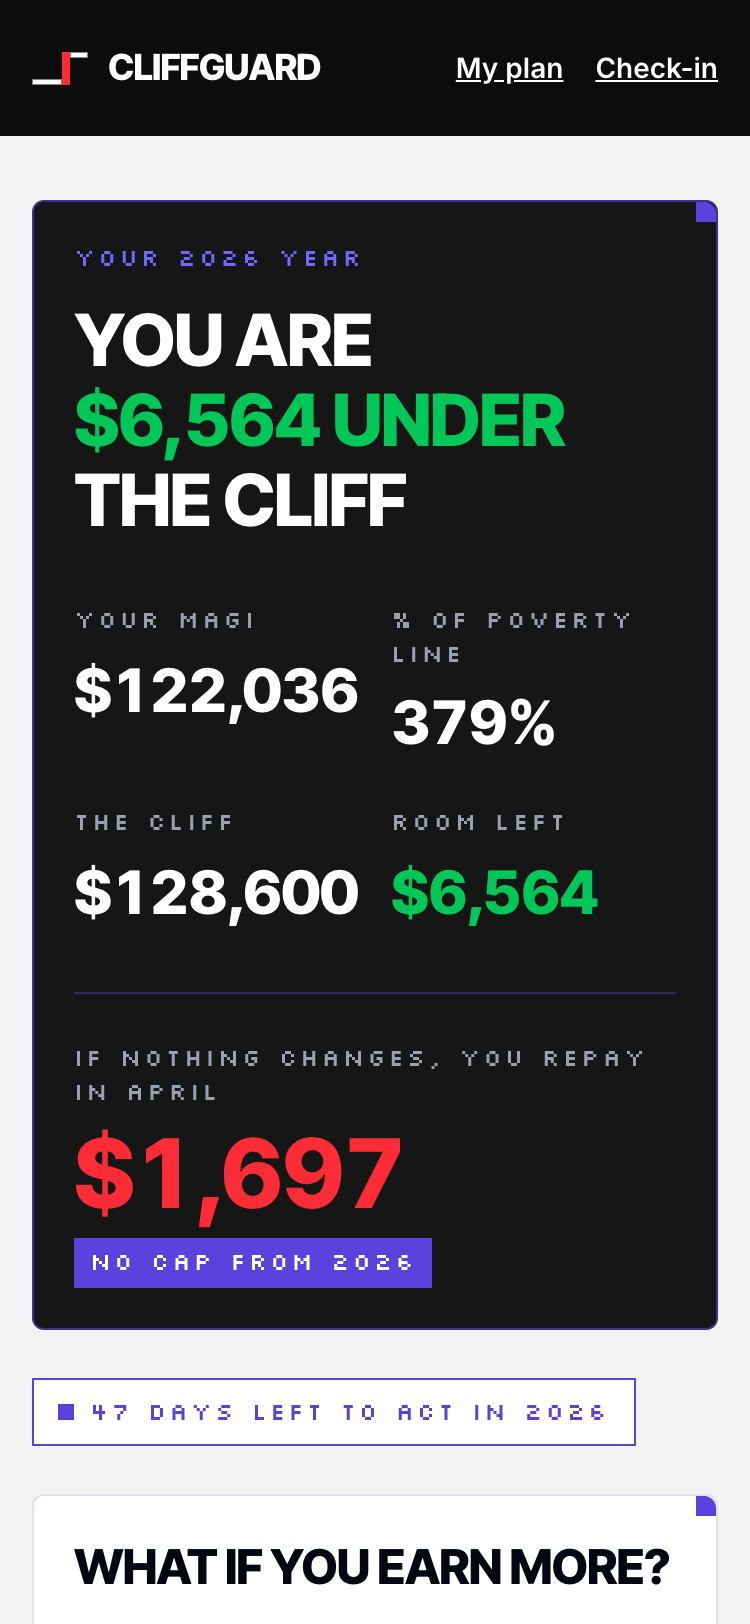 CLIFFGUARD My plan Check-in
YOUR 2026 YEAR
YOU ARE
$6,564 UNDER
THE CLIFF
YOUR MAGI
$122,036
% OF POVERTY
LINE
379%
THE CLIFF
$128,600
ROOM LEFT
$6,564
IF NOTHING CHANGES, YOU REPAY
IN APRIL
$1,697
NO CAP FROM 2026
47 DAYS LEFT TO ACT IN 2026
WHAT IF YOU EARN MORE?